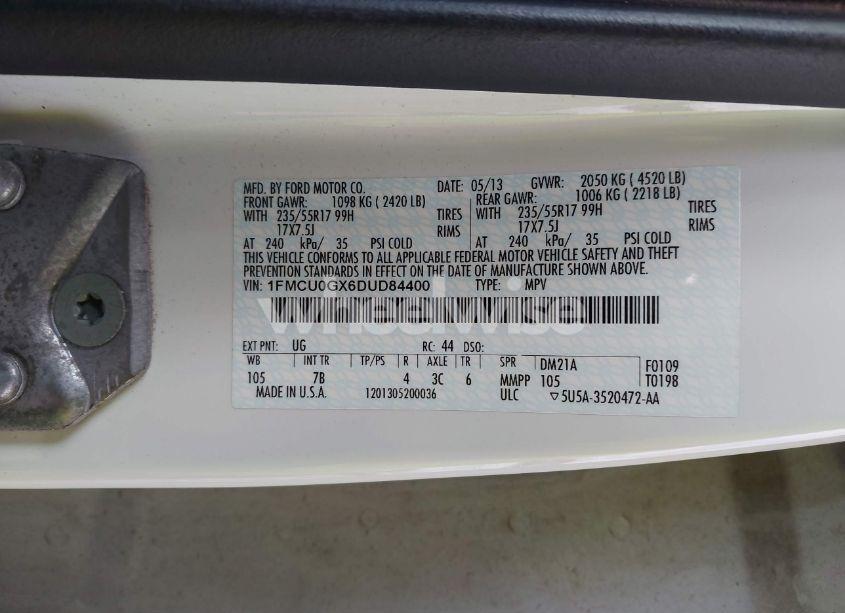 MFD. BY FORD MOTOR CO. DATE: 05/13 GVWR: 2050 KG ( 4520 LB)
FRONT GAWR: 1098 KG ( 2420 LB) REAR GAWR: 1006 KG ( 2218 LB)
WITH 235/55R17 99H TIRES WITH 235/55R17 99H TIRES
17X7.5J RIMS 17X7.5J RIMS
AT 240 kPa/ 35 PSI COLD AT 240 kPa/ 35 PSI COLD
THIS VEHICLE CONFORMS TO ALL APPLICABLE FEDERAL MOTOR VEHICLE SAFETY AND THEFT
PREVENTION STANDARDS IN EFFECT ON THE DATE OF MANUFACTURE SHOWN ABOVE.
VIN: 1FMCU0GX6DUD84400 TYPE: MPV
wheelwise
EXT PNT: UG RC: 44 DSO:
WB INT TR TP/PS R AXLE TR SPR DM21A F0109
105 7B 4 3C 6 MMPP 105 T0198
MADE IN U.S.A. 1201305200036 ULC ▽5U5A-3520472-AA